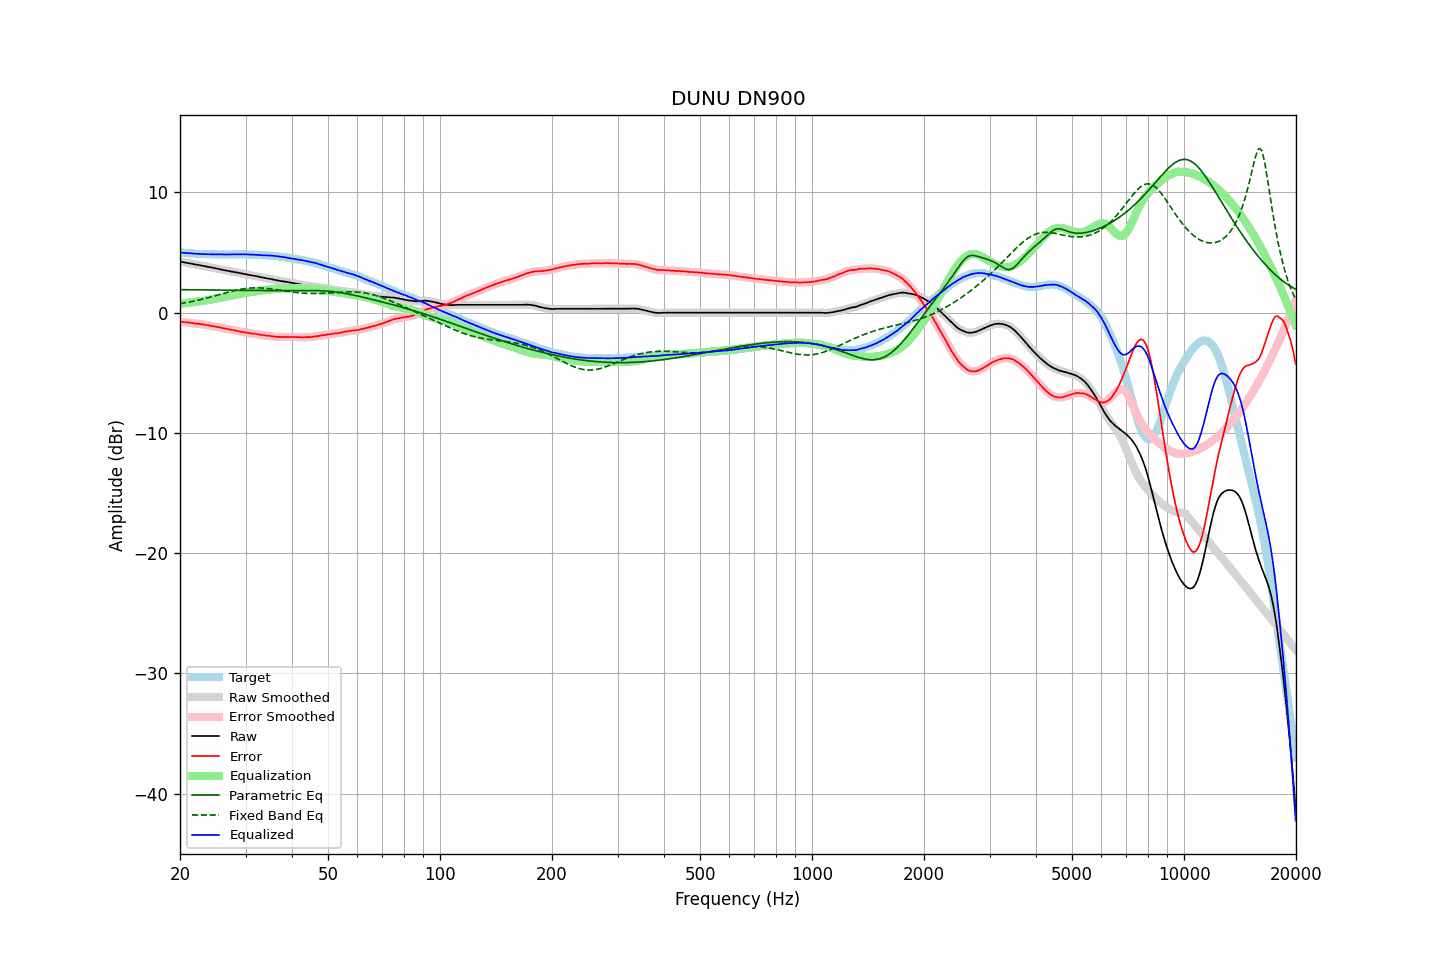 DUNU DN900
Amplitude (dBr)
10
0
−10
−20
−30
−40
Target
Raw Smoothed
Error Smoothed
Raw
Error
Equalization
Parametric Eq
Fixed Band Eq
Equalized
20 50 100 200 500 1000 2000 5000 10000 20000
Frequency (Hz)